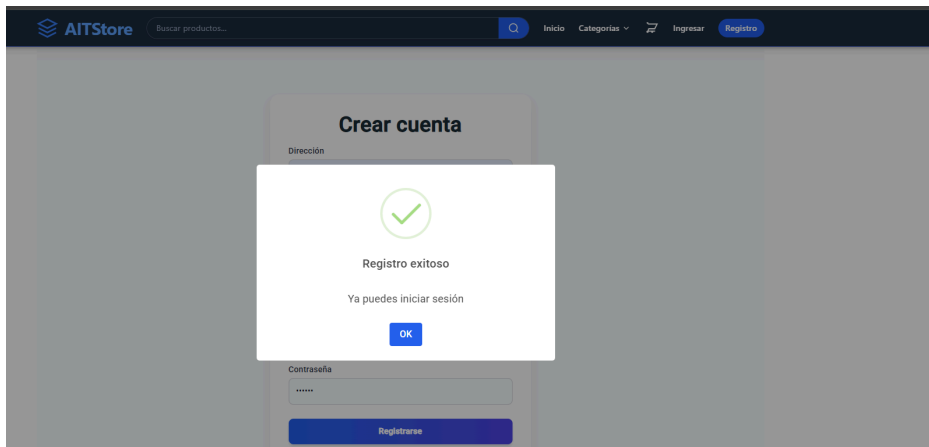 AITStore
Buscar productos...
Inicio
Categorías
Ingresar
Registro
Crear cuenta
Dirección
Registro exitoso
Ya puedes iniciar sesión
OK
Contraseña
······
Registrarse